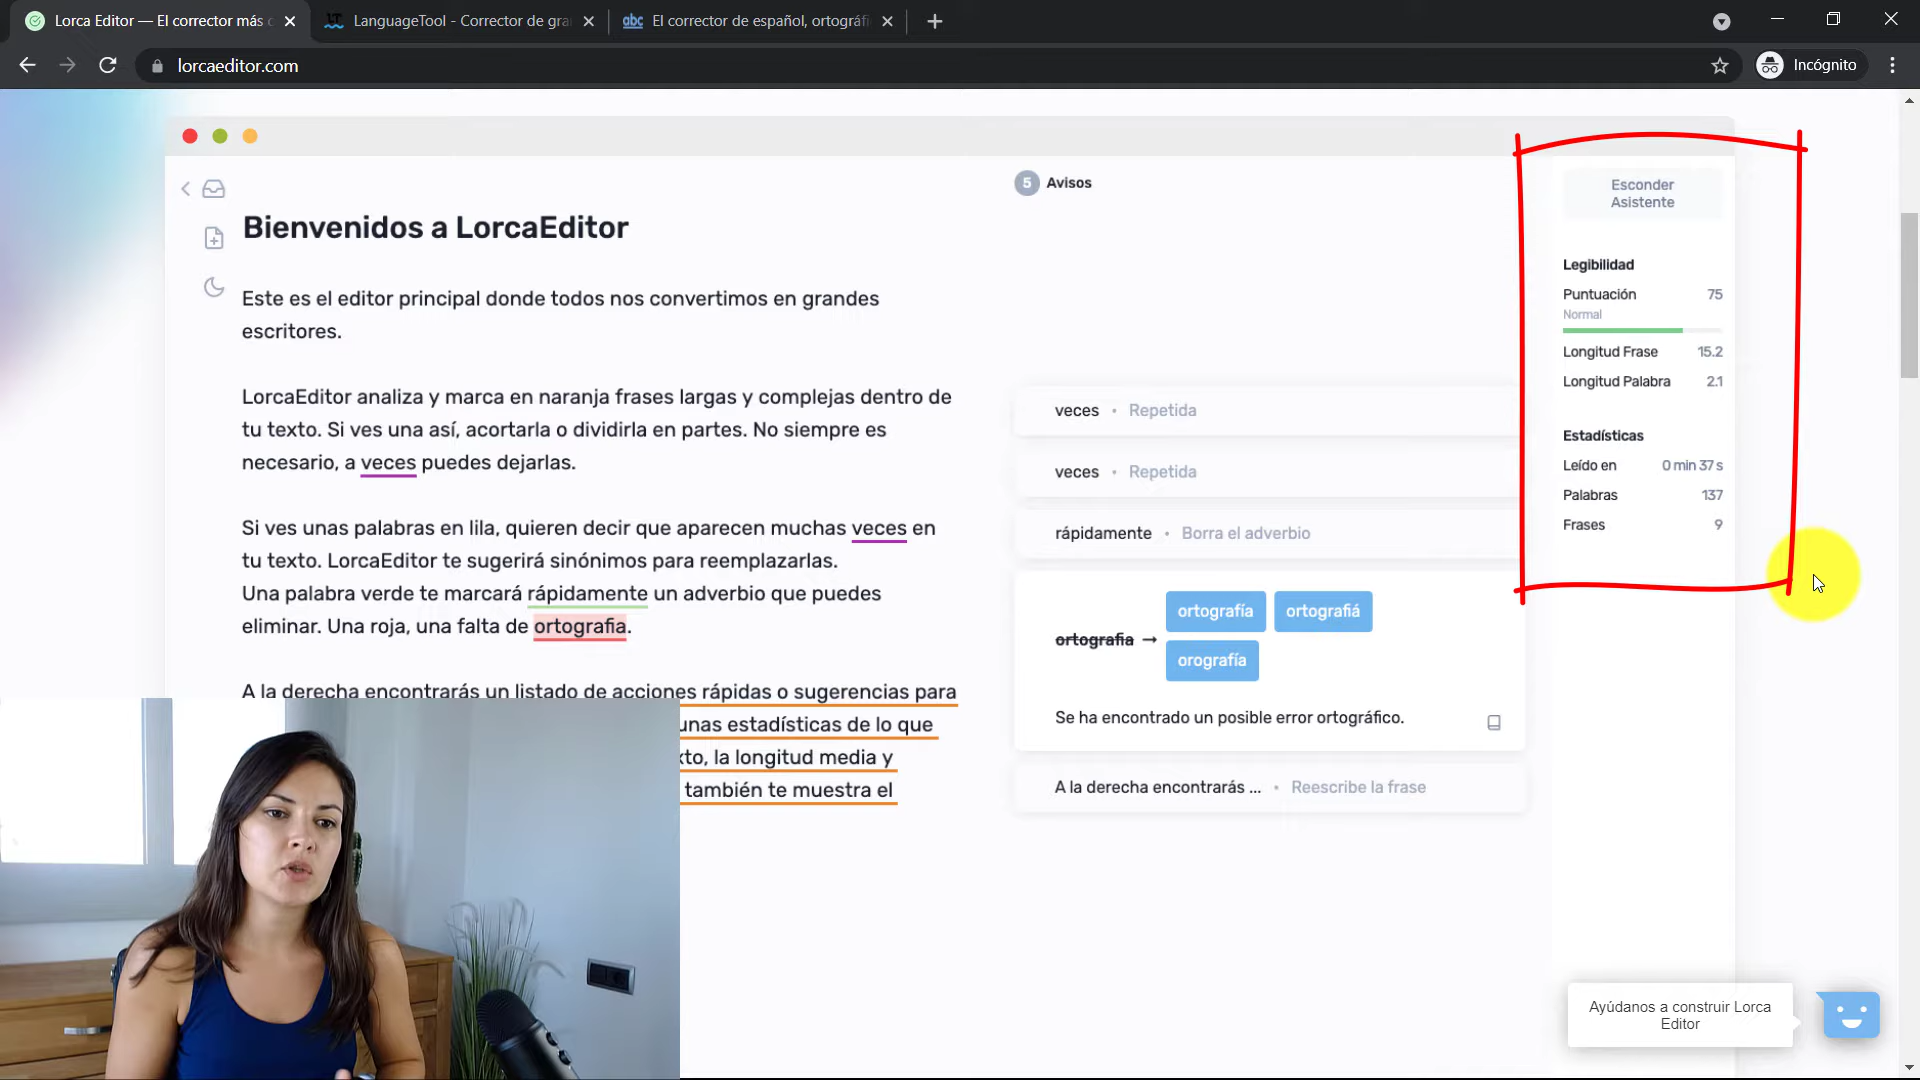 Lorca Editor — El corrector más c
LanguageTool - Corrector de gra
abc El corrector de español, ortográfi
lorcaeditor.com
Incógnito
Bienvenidos a LorcaEditor
Este es el editor principal donde todos nos convertimos en grandes
escritores.
LorcaEditor analiza y marca en naranja frases largas y complejas dentro de
tu texto. Si ves una así, acortarla o dividirla en partes. No siempre es
necesario, a veces puedes dejarlas.
Si ves unas palabras en lila, quieren decir que aparecen muchas veces en
tu texto. LorcaEditor te sugerirá sinónimos para reemplazarlas.
Una palabra verde te marcará rápidamente un adverbio que puedes
eliminar. Una roja, una falta de ortografia.
A la derecha encontrarás un listado de acciones rápidas o sugerencias para
unas estadísticas de lo que
xto, la longitud media y
también te muestra el
5 Avisos
veces • Repetida
veces • Repetida
rápidamente • Borra el adverbio
ortografia → ortografía ortografiá
orografía
Se ha encontrado un posible error ortográfico.
A la derecha encontrarás ... • Reescribe la frase
Esconder
Asistente
Legibilidad
Puntuación 75
Normal
Longitud Frase 15.2
Longitud Palabra 2.1
Estadísticas
Leído en 0 min 37 s
Palabras 137
Frases 9
Ayúdanos a construir Lorca
Editor